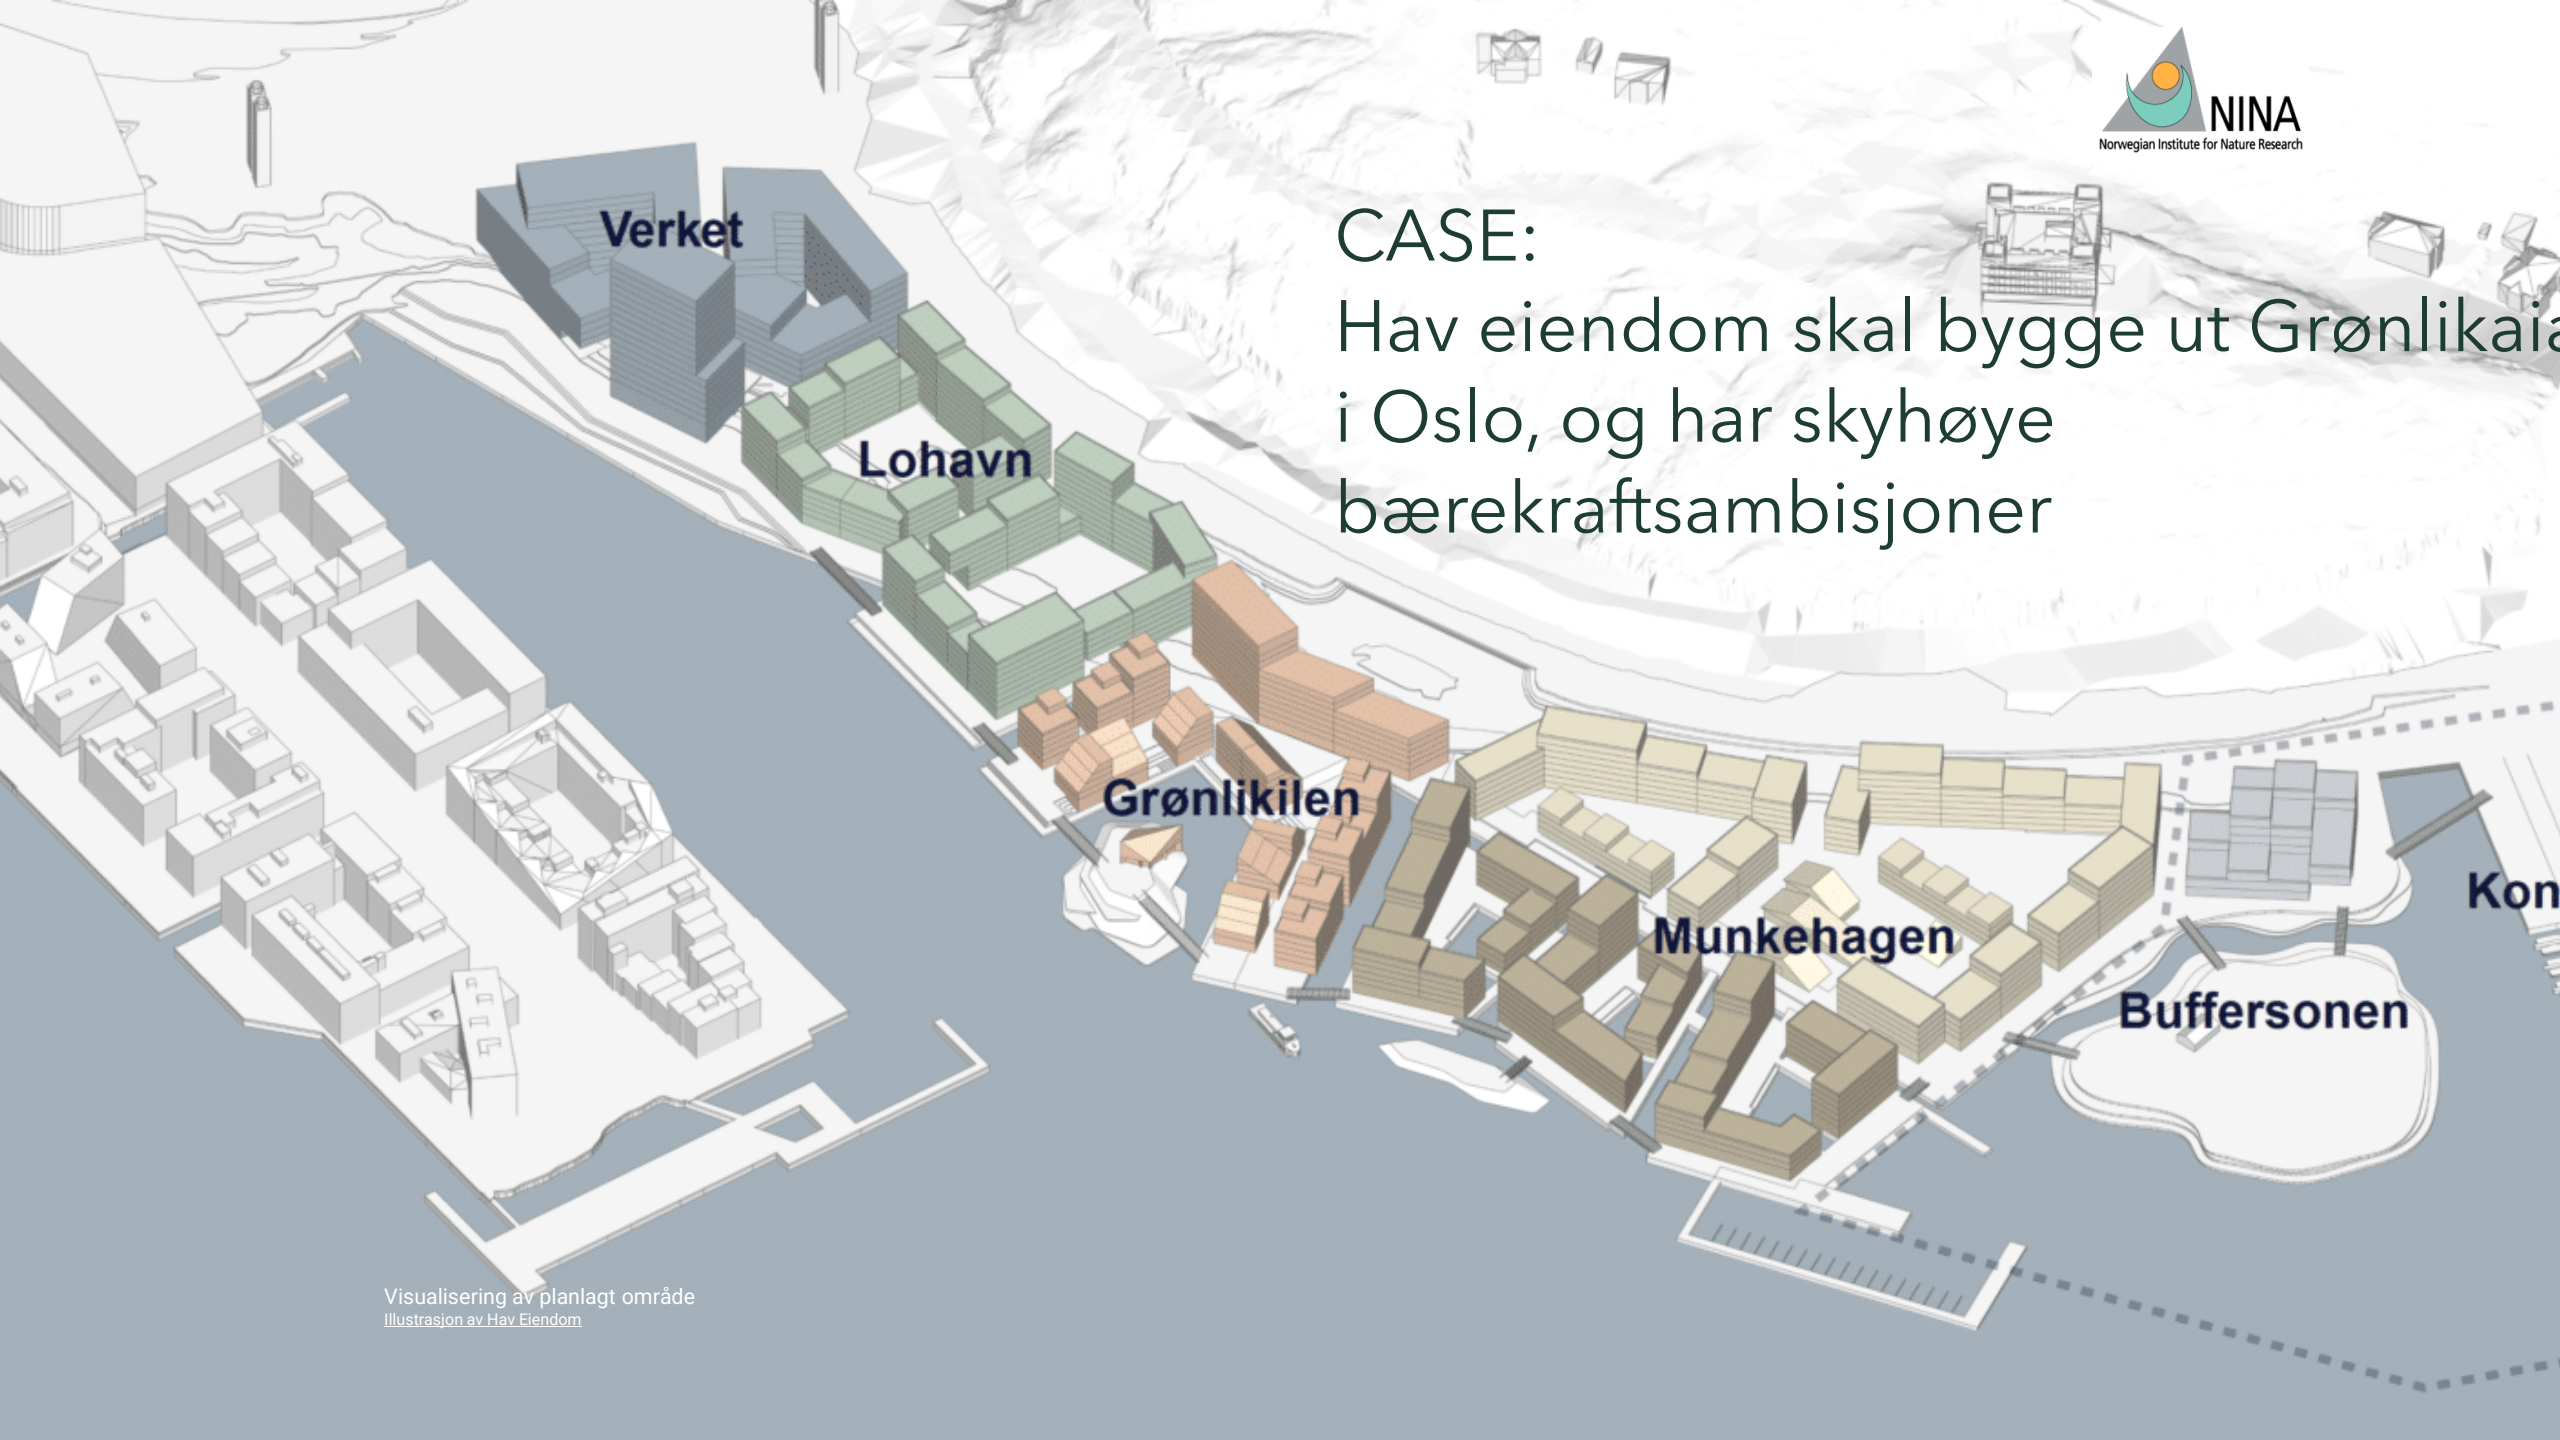 NINA
Norwegian Institute for Nature Research
CASE:
Hav eiendom skal bygge ut Grønlikaia
i Oslo, og har skyhøye
bærekraftsambisjoner
Verket
Lohavn
Grønlikilen
Munkehagen
Kon
Buffersonen
Visualisering av planlagt område
Illustrasjon av Hav Eiendom